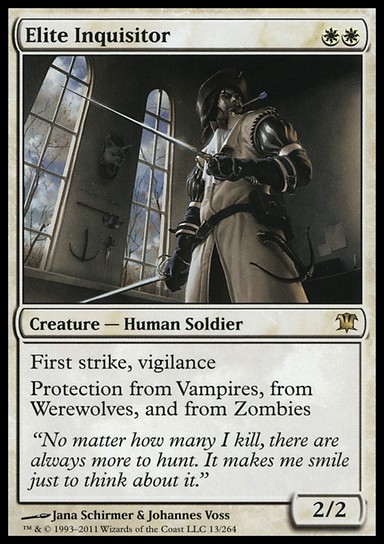 Elite Inquisitor
Creature — Human Soldier
First strike, vigilance
Protection from Vampires, from
Werewolves, and from Zombies
“No matter how many I kill, there are
always more to hunt. It makes me smile
just to think about it.”
2/2
Jana Schirmer & Johannes Voss
™ & © 1993–2011 Wizards of the Coast LLC 13/264